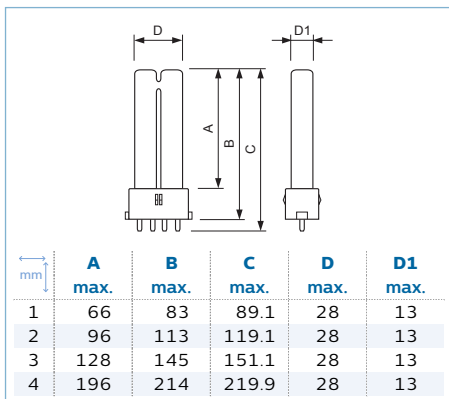 D D1
A
B
C
mm A B C D D1
max. max. max. max. max.
1 66 83 89.1 28 13
2 96 113 119.1 28 13
3 128 145 151.1 28 13
4 196 214 219.9 28 13